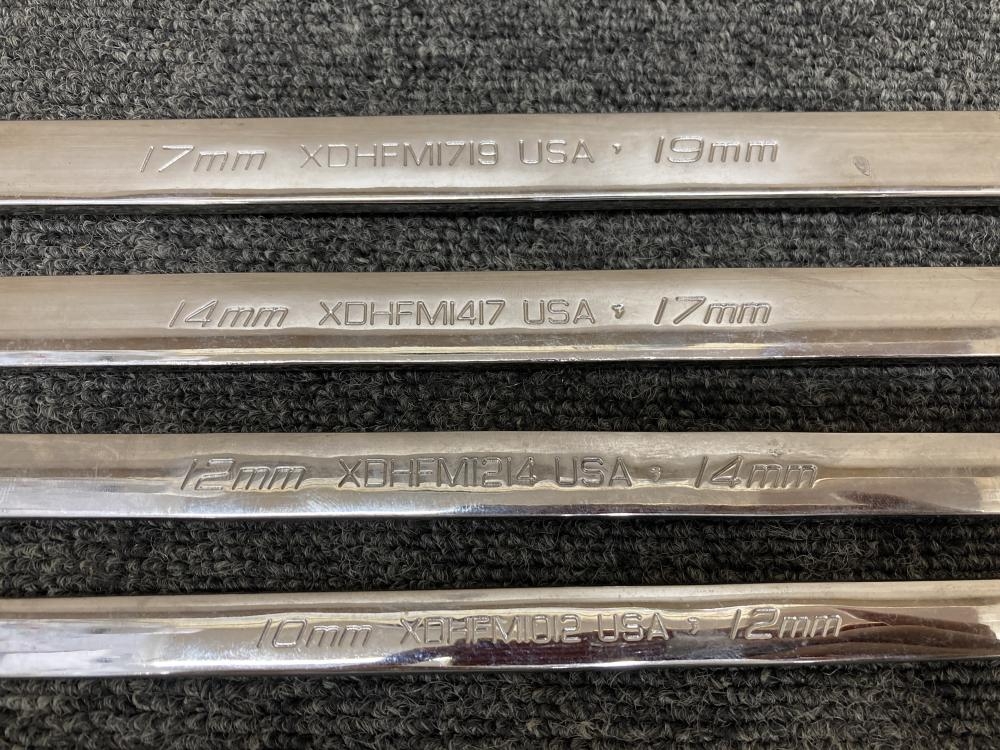 17mm XDHFM1719 USA 19mm
14mm XDHFM1417 USA 17mm
12mm XDHFM1214 USA 14mm
10mm XDHFM1012 USA 12mm